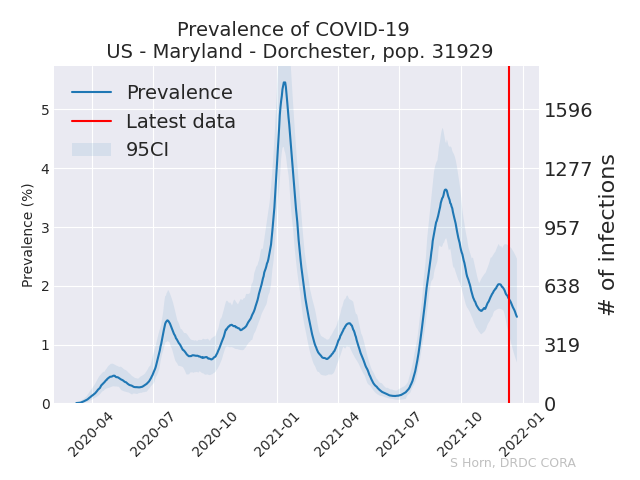 Prevalence of COVID-19
US - Maryland - Dorchester, pop. 31929
Prevalence
Latest data
95CI
Prevalence (%)
5
4
3
2
1
0
1596
1277
957
638
319
0
# of infections
2020-04
2020-07
2020-10
2021-01
2021-04
2021-07
2021-10
2022-01
S Horn, DRDC CORA